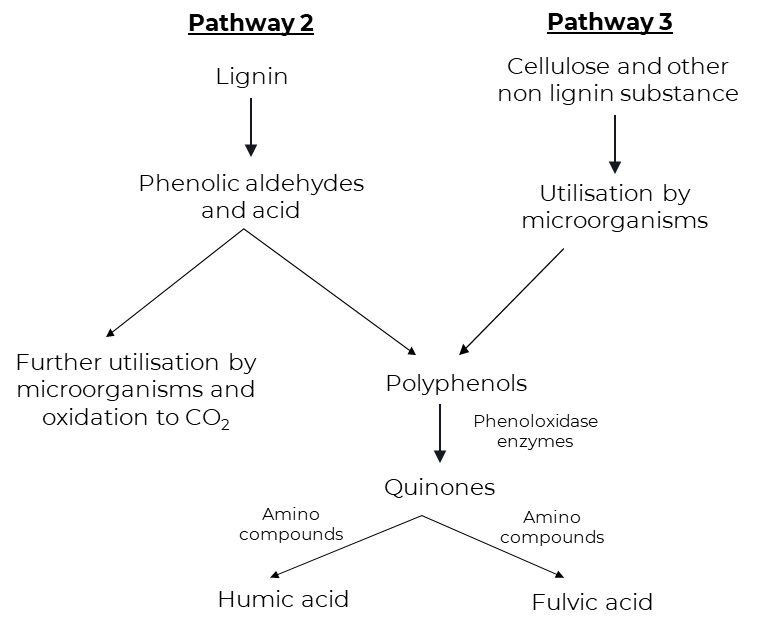 Pathway 2
Pathway 3
Lignin
Cellulose and other
non lignin substance
Phenolic aldehydes
and acid
Utilisation by
microorganisms
Further utilisation by
microorganisms and
oxidation to CO₂
Polyphenols
Phenoloxidase
enzymes
Quinones
Amino
compounds
Amino
compounds
Humic acid
Fulvic acid